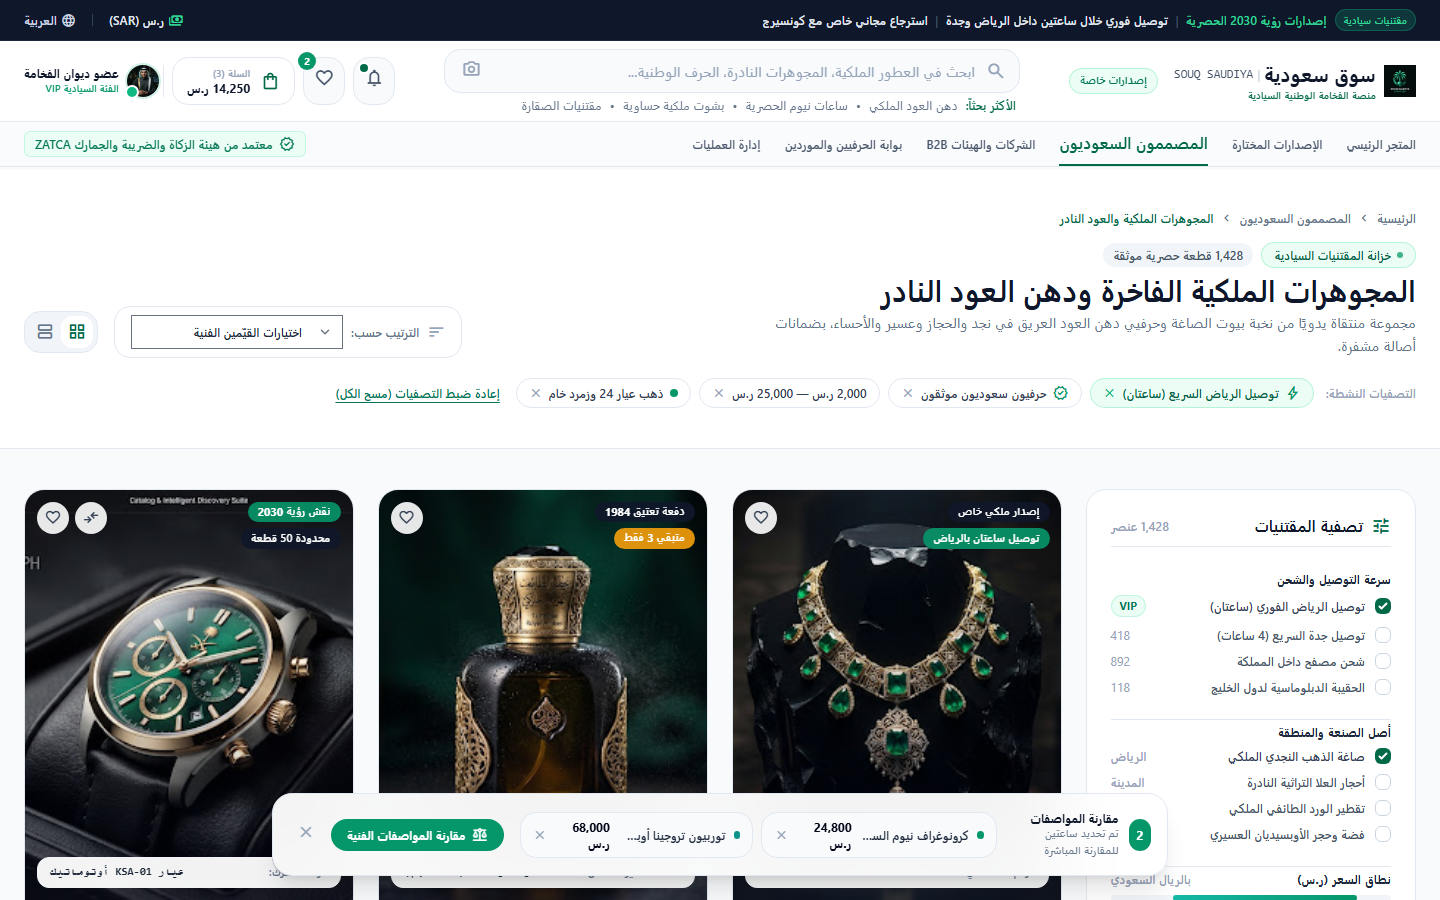 مقتنيات سيادية
إصدارات رؤية 2030 الحصرية | توصيل فوري خلال ساعتين داخل الرياض وجدة | استرجاع مجاني خاص مع كونسيرج
ر.س (SAR)
العربية
سوق سعودية | SOUQ SAUDIYA
منصة الفخامة الوطنية السيادية
إصدارات خاصة
ابحث في العطور الملكية، المجوهرات النادرة، الحرف الوطنية...
الأكثر بحثاً: دهن العود الملكي • ساعات نيوم الحصرية • بشوت ملكية حساوية • مقتنيات الصقارة
2
السلة (3)
14,250 ر.س
عضو ديوان الفخامة
الفئة السيادية VIP
المتجر الرئيسي
الإصدارات المختارة
المصممون السعوديون
الشركات والهيئات B2B
بوابة الحرفيين والموردين
إدارة العمليات
معتمد من هيئة الزكاة والضريبة والجمارك ZATCA
الرئيسية
المصممون السعوديون
المجوهرات الملكية والعود النادر
خزانة المقتنيات السيادية
1,428 قطعة حصرية موثقة
المجوهرات الملكية الفاخرة ودهن العود النادر
مجموعة منتقاة يدويًا من نخبة بيوت الصاغة وحرفيي دهن العود العريق في نجد والحجاز وعسير والأحساء، بضمانات
أصالة مشفرة.
الترتيب حسب:
اختيارات القيّمين الفنية
التصفيات النشطة:
توصيل الرياض السريع (ساعتان)
حرفيون سعوديون موثقون
2,000 ر.س — 25,000 ر.س
ذهب عيار 24 وزمرد خام
إعادة ضبط التصفيات (مسح الكل)
تصفية المقتنيات
1,428 عنصر
سرعة التوصيل والشحن
توصيل الرياض الفوري (ساعتان)
VIP
توصيل جدة السريع (4 ساعات)
418
شحن مصفح داخل المملكة
892
الحقيبة الدبلوماسية لدول الخليج
118
أصل الصنعة والمنطقة
صاغة الذهب النجدي الملكي
الرياض
أحجار العلا التراثية النادرة
المدينة
تقطير الورد الطائفي الملكي
فضة وحجر الأوبسيديان العسيري
نطاق السعر (ر.س)
بالريال السعودي
إصدار ملكي خاص
توصيل ساعتان بالرياض
دفعة تعتيق 1984
متبقي 3 فقط
Catalog & Intelligent Discovery Suite
نقش رؤية 2030
محدودة 50 قطعة
PH
عيار KSA-01 أوتوماتيك
2
مقارنة المواصفات
تم تحديد ساعتين
للمقارنة المباشرة
كرونوغراف نيوم السـ...
24,800
ر.س
توربيون تروجينا أوبـ...
68,000
ر.س
مقارنة المواصفات الفنية